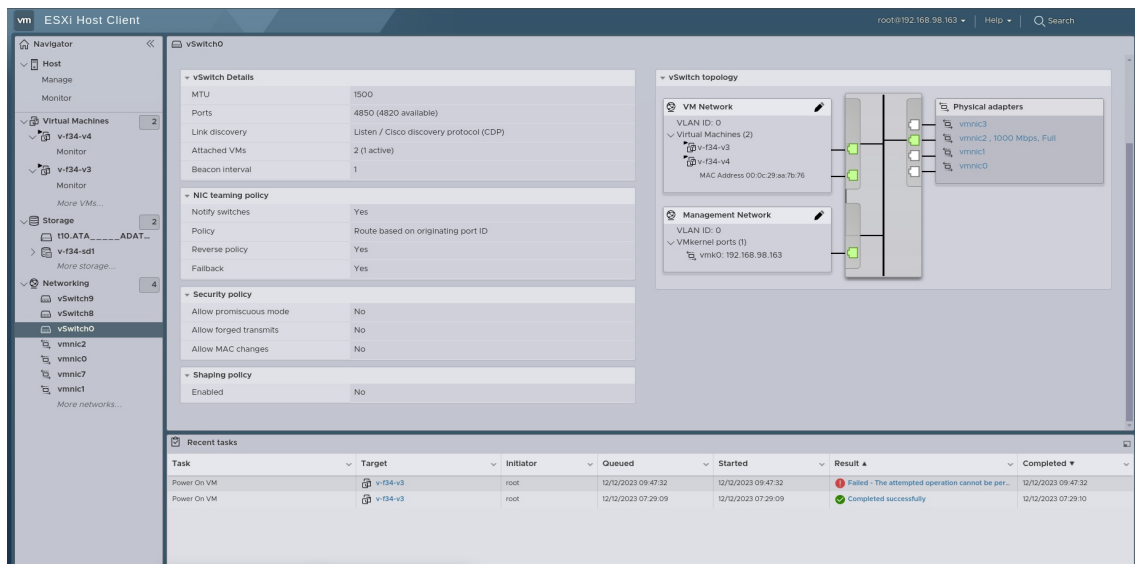 vm ESXi Host Client
root@192.168.98.163 | Help | Search
Navigator
Host
Manage
Monitor
Virtual Machines 2
v-f34-v4
Monitor
v-f34-v3
Monitor
More VMs...
Storage 2
t10.ATA_____ADAT...
v-f34-sd1
More storage...
Networking 4
vSwitch9
vSwitch8
vSwitch0
vmnic2
vmnic0
vmnic7
vmnic1
More networks...
vSwitch0
vSwitch Details
MTU 1500
Ports 4850 (4820 available)
Link discovery Listen / Cisco discovery protocol (CDP)
Attached VMs 2 (1 active)
Beacon interval 1
NIC teaming policy
Notify switches Yes
Policy Route based on originating port ID
Reverse policy Yes
Failback Yes
Security policy
Allow promiscuous mode No
Allow forged transmits No
Allow MAC changes No
Shaping policy
Enabled No
vSwitch topology
VM Network
VLAN ID: 0
Virtual Machines (2)
v-f34-v3
v-f34-v4
MAC Address 00:0c:29:aa:7b:76
Management Network
VLAN ID: 0
VMkernel ports (1)
vmk0: 192.168.98.163
Physical adapters
vmnic3
vmnic2 , 1000 Mbps, Full
vmnic1
vmnic0
Recent tasks
Task Target Initiator Queued Started Result Completed
Power On VM v-f34-v3 root 12/12/2023 09:47:32 12/12/2023 09:47:32 Failed - The attempted operation cannot be per... 12/12/2023 09:47:32
Power On VM v-f34-v3 root 12/12/2023 07:29:09 12/12/2023 07:29:09 Completed successfully 12/12/2023 07:29:10